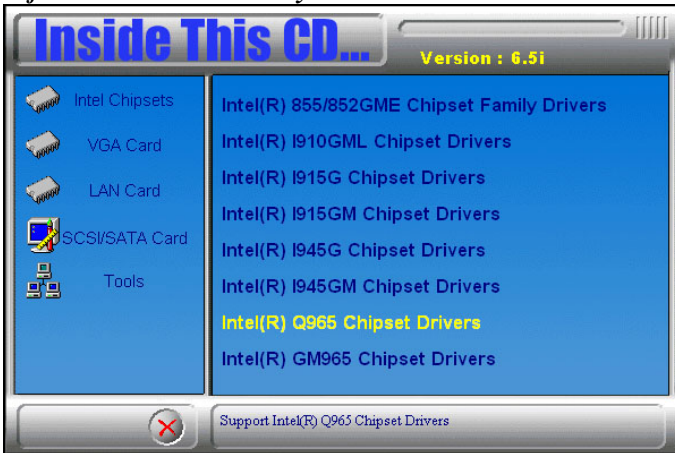 Inside This CD...
Version : 6.5i
Intel Chipsets
VGA Card
LAN Card
SCSI/SATA Card
Tools
Intel(R) 855/852GME Chipset Family Drivers
Intel(R) I910GML Chipset Drivers
Intel(R) I915G Chipset Drivers
Intel(R) I915GM Chipset Drivers
Intel(R) I945G Chipset Drivers
Intel(R) I945GM Chipset Drivers
Intel(R) Q965 Chipset Drivers
Intel(R) GM965 Chipset Drivers
Support Intel(R) Q965 Chipset Drivers